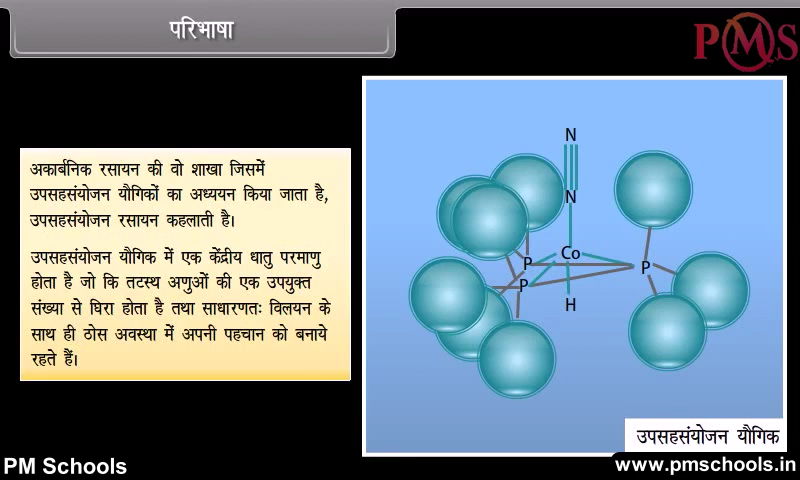 परिभाषा
PMS
अकार्बनिक रसायन की वो शाखा जिसमें
उपसहसंयोजन यौगिकों का अध्ययन किया जाता है,
उपसहसंयोजन रसायन कहलाती है।
उपसहसंयोजन यौगिक में एक केंद्रीय धातु परमाणु
होता है जो कि तटस्थ अणुओं की एक उपयुक्त
संख्या से घिरा होता है तथा साधारणतः विलयन के
साथ ही ठोस अवस्था में अपनी पहचान को बनाये
रहते हैं।
N
N
Co
P
P
P
H
उपसहसंयोजन यौगिक
PM Schools
www.pmschools.in